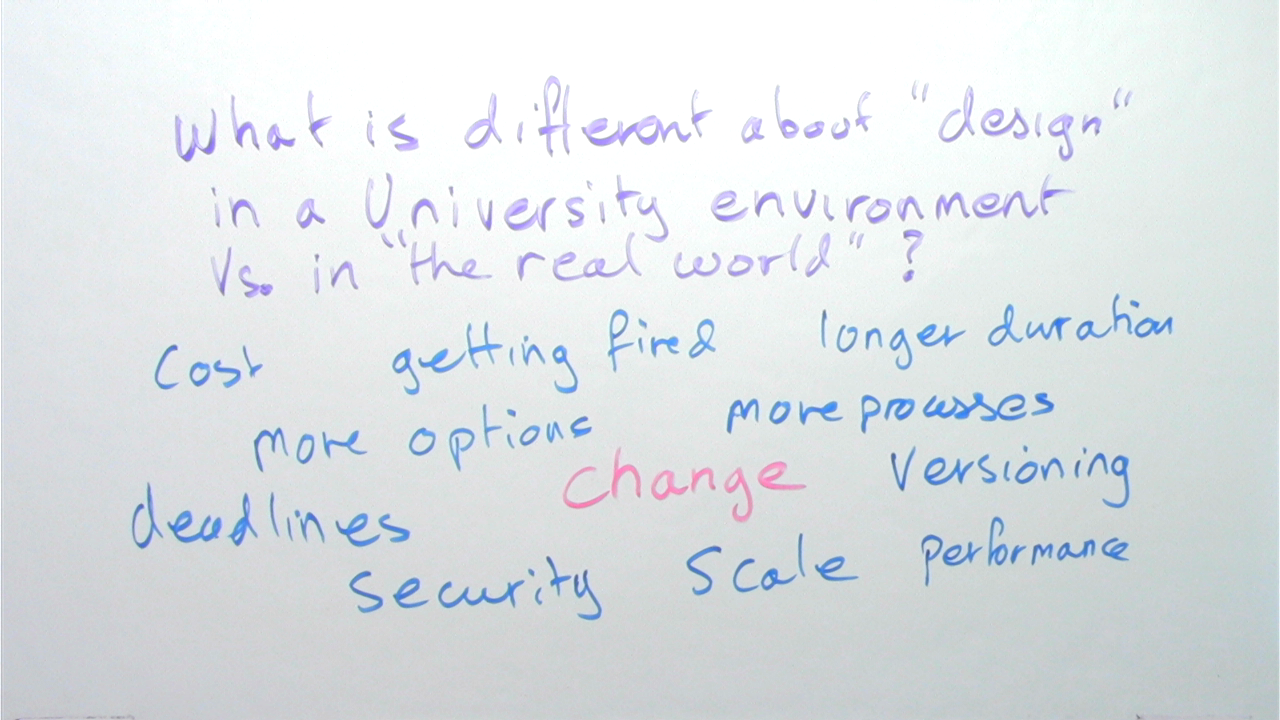 What is different about "design"
in a University environment
Vs. in "the real world" ?
Cost getting fired longer duration
more options more processes
deadlines change Versioning
security Scale performance